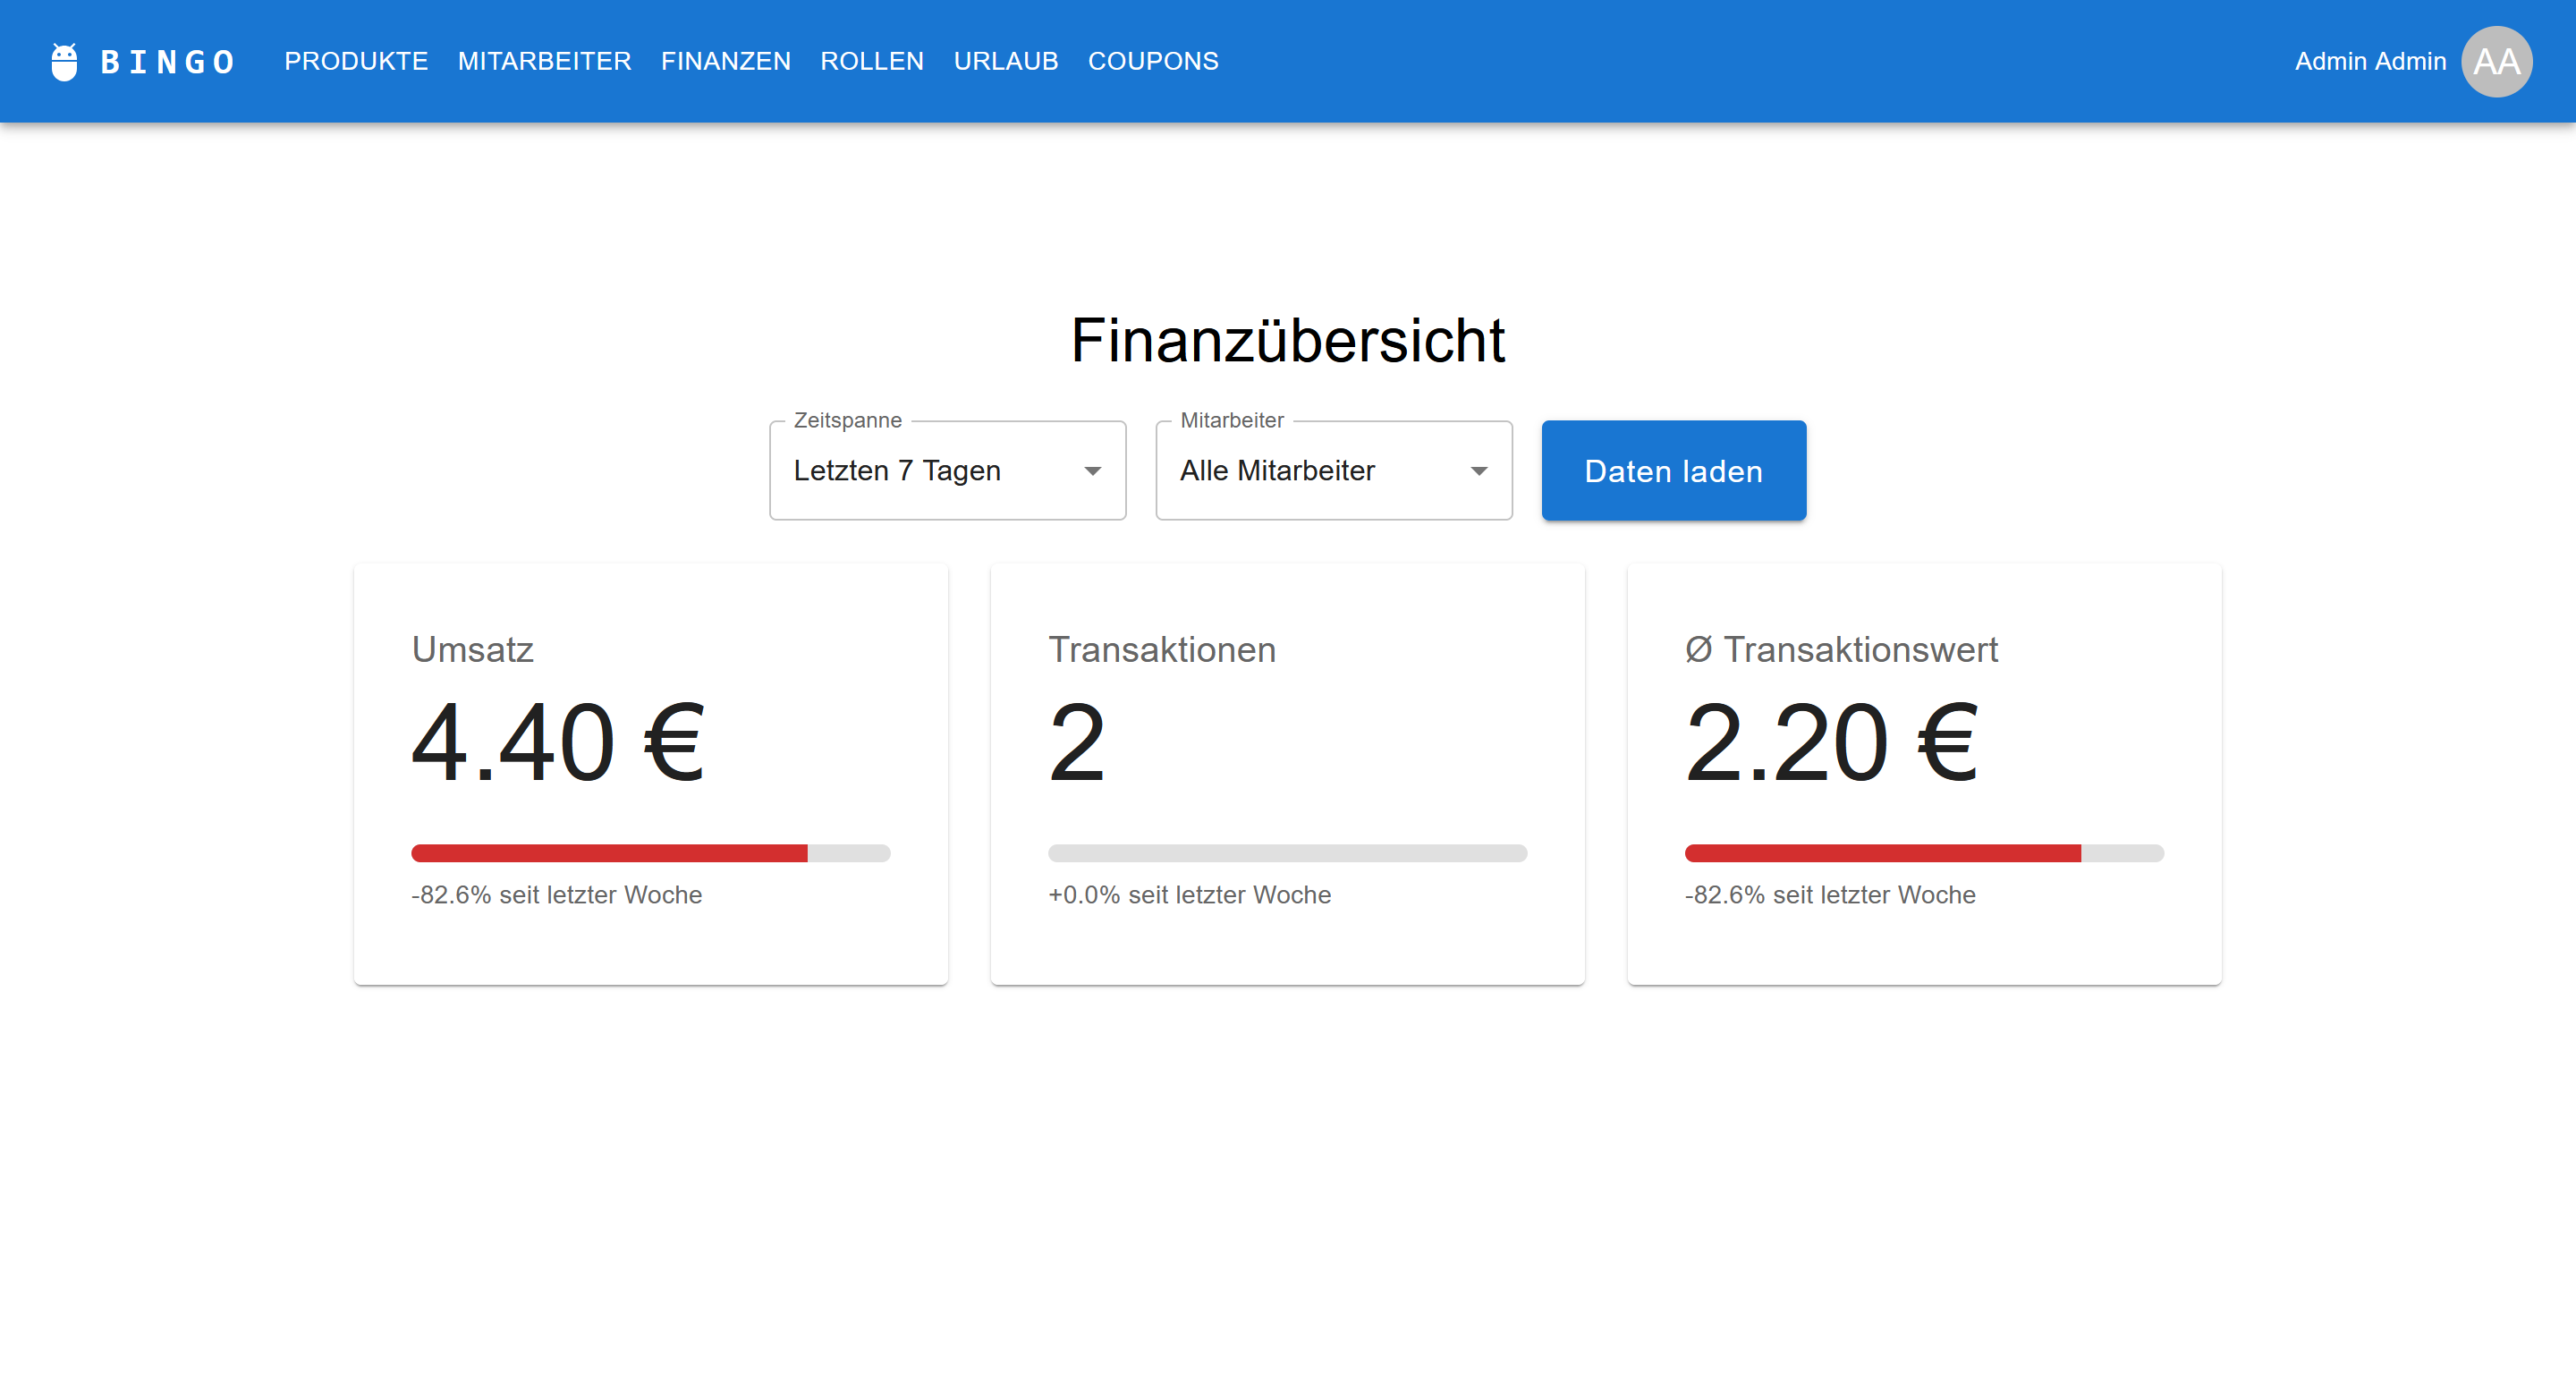 BINGO PRODUKTE MITARBEITER FINANZEN ROLLEN URLAUB COUPONS Admin Admin AA
Finanzübersicht
Zeitspanne
Letzten 7 Tagen
Mitarbeiter
Alle Mitarbeiter
Daten laden
Umsatz
4.40 €
-82.6% seit letzter Woche
Transaktionen
2
+0.0% seit letzter Woche
Ø Transaktionswert
2.20 €
-82.6% seit letzter Woche